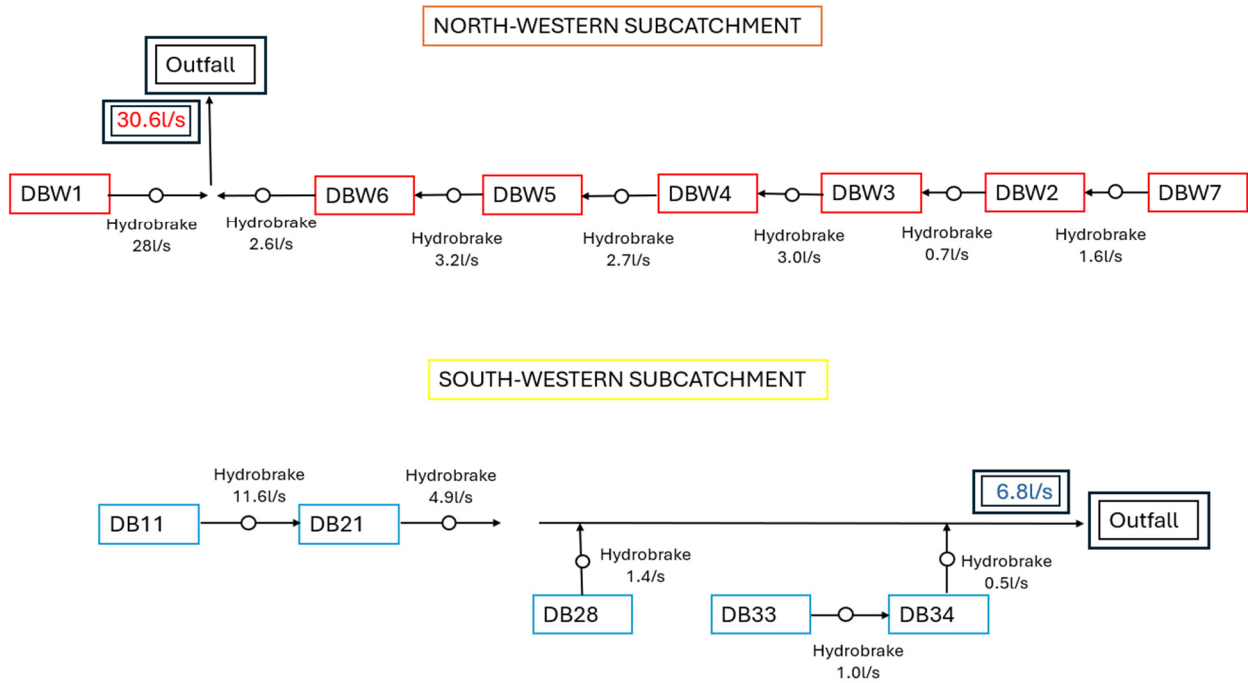 NORTH-WESTERN SUBCATCHMENT
Outfall
30.6l/s
DBW1
DBW6
DBW5
DBW4
DBW3
DBW2
DBW7
Hydrobrake
28l/s
Hydrobrake
2.6l/s
Hydrobrake
3.2l/s
Hydrobrake
2.7l/s
Hydrobrake
3.0l/s
Hydrobrake
0.7l/s
Hydrobrake
1.6l/s
SOUTH-WESTERN SUBCATCHMENT
Hydrobrake
11.6l/s
Hydrobrake
4.9l/s
6.8l/s
DB11
DB21
Outfall
Hydrobrake
1.4/s
Hydrobrake
0.5l/s
DB28
DB33
DB34
Hydrobrake
1.0l/s